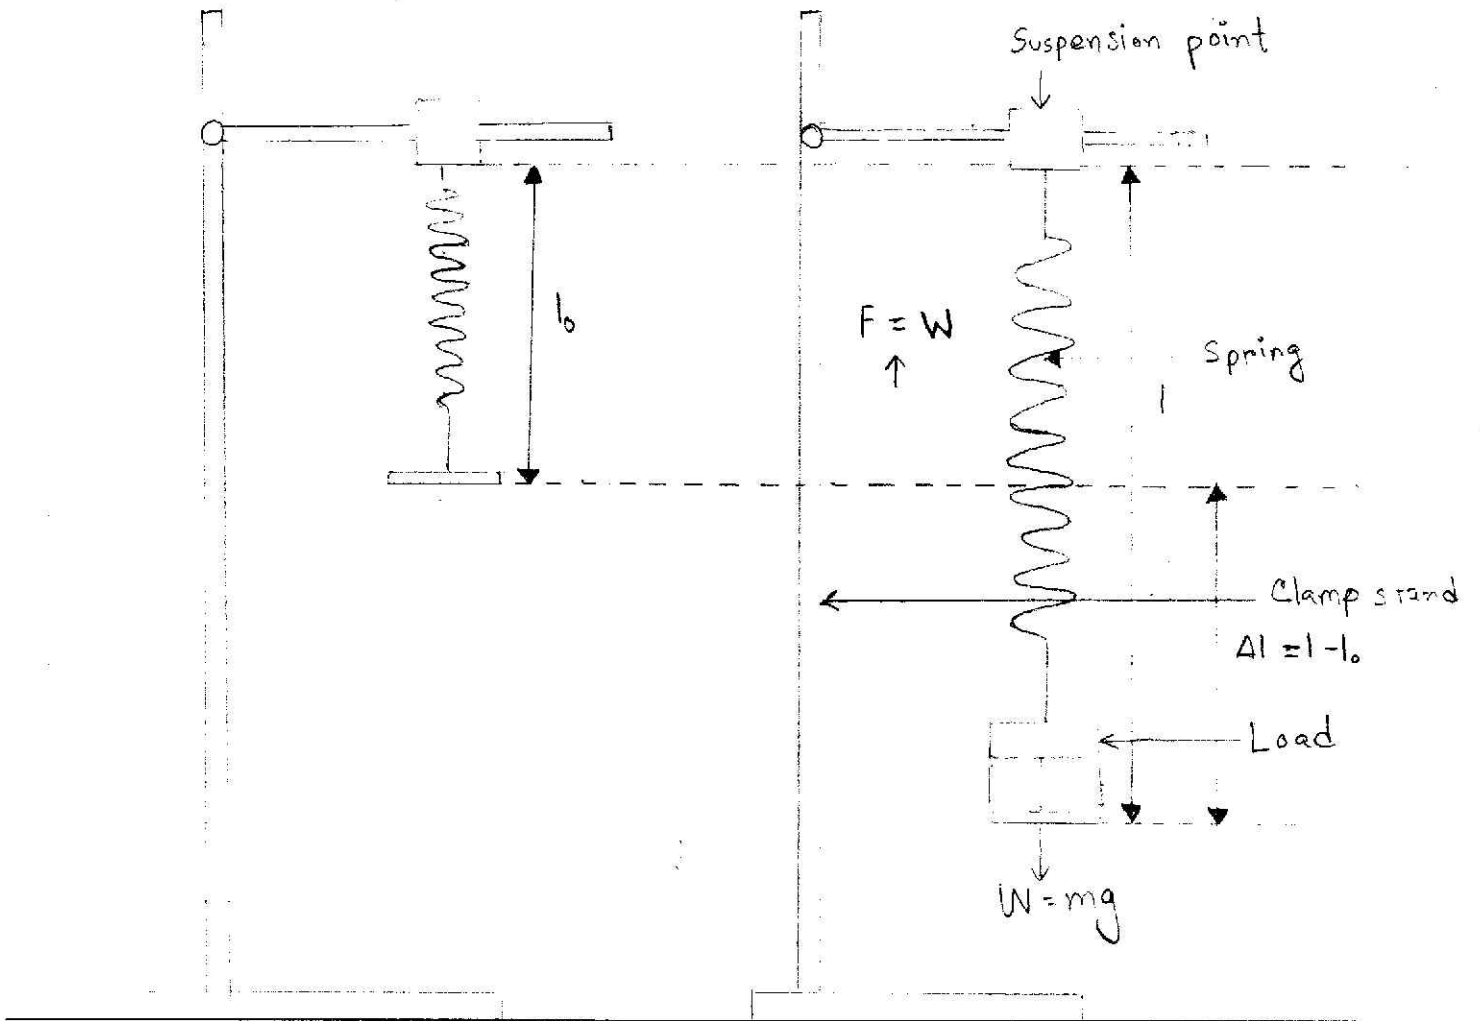 Suspension point
l₀
F = W
Spring
l
Clamp stand
Δl = l - l₀
Load
W = mg